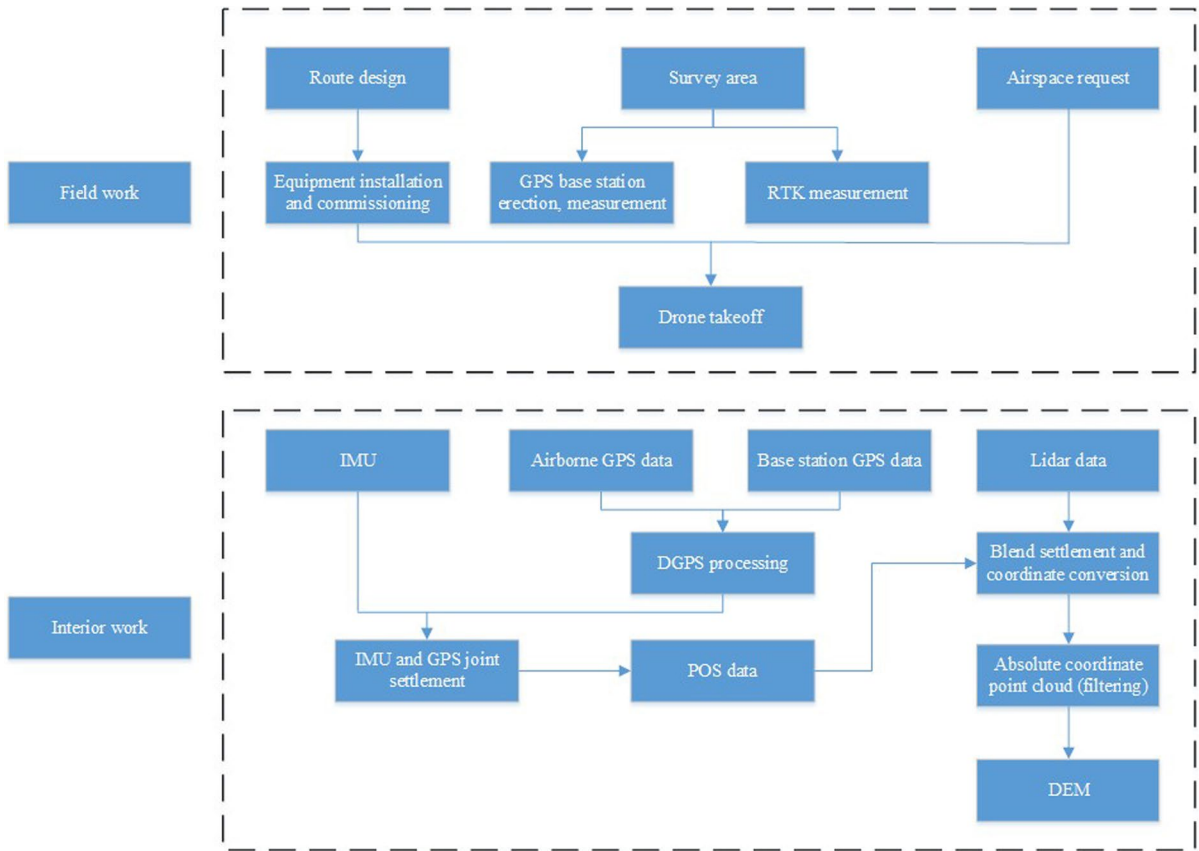 Route design
Survey area
Airspace request
Field work
Equipment installation
and commissioning
GPS base station
erection, measurement
RTK measurement
Drone takeoff
IMU
Airborne GPS data
Base station GPS data
Lidar data
DGPS processing
Blend settlement and
coordinate conversion
Interior work
IMU and GPS joint
settlement
POS data
Absolute coordinate
point cloud (filtering)
DEM